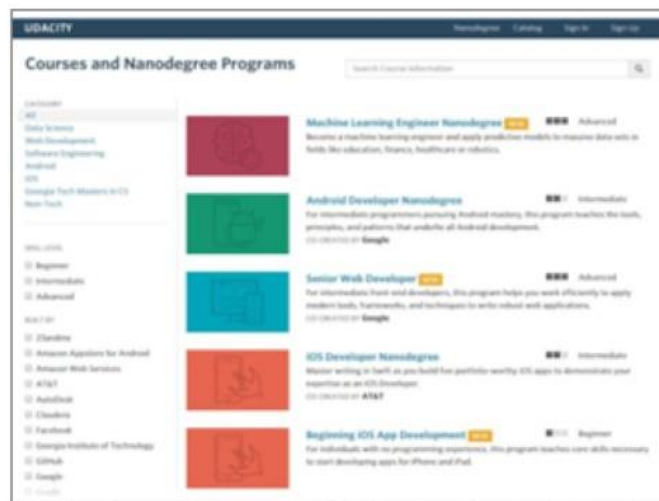 UDACITY
Nanodegree Catalog Sign In Sign Up
Courses and Nanodegree Programs
Search Course Information
CATEGORY
All
Data Science
Web Development
Software Engineering
Android
iOS
Georgia Tech Masters in CS
Non-Tech
SKILL LEVEL
Beginner
Intermediate
Advanced
BUILT BY
23andme
Amazon Appstore for Android
Amazon Web Services
AT&T
AutoDesk
Cloudera
Facebook
Georgia Institute of Technology
GitHub
Google
Machine Learning Engineer Nanodegree NEW Advanced
Become a machine learning engineer and apply predictive models to massive data sets in
fields like education, finance, healthcare or robotics.
Android Developer Nanodegree Intermediate
For intermediate programmers pursuing Android mastery, this program teaches the tools,
principles, and patterns that underlie all Android development.
CO-CREATED BY Google
Senior Web Developer NEW Advanced
For intermediate front-end developers, this program helps you work efficiently to apply
modern tools, frameworks, and techniques to write robust web applications.
CO-CREATED BY Google
iOS Developer Nanodegree Intermediate
Master writing in Swift as you build five portfolio-worthy iOS apps to demonstrate your
expertise as an iOS Developer.
CO-CREATED BY AT&T
Beginning iOS App Development NEW Beginner
For individuals with no programming experience, this program teaches core skills necessary
to start developing apps for iPhone and iPad.